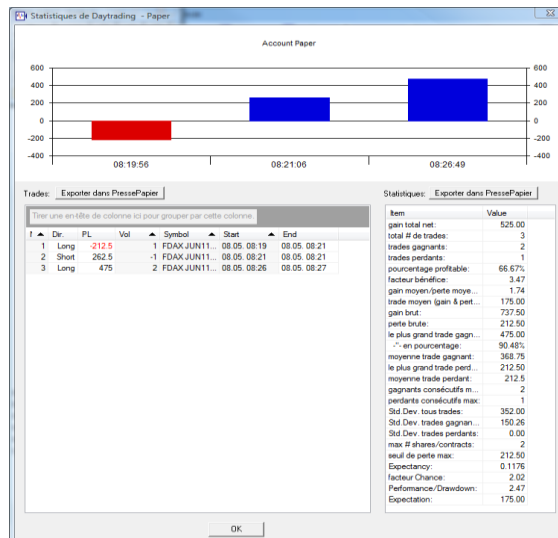 Statistiques de Daytrading - Paper
Account Paper
600 600
400 400
200 200
0 0
-200 -200
-400 -400
08:19:56 08:21:06 08:26:49
Trades: Exporter dans PressePapier
Tirer une en-tête de colonne ici pour grouper par cette colonne.
Dir. PL Vol Symbol Start End
1 Long -212.5 1 FDAX JUN11... 08.05. 08:19 08.05. 08:21
2 Short 262.5 -1 FDAX JUN11... 08.05. 08:21 08.05. 08:21
3 Long 475 2 FDAX JUN11... 08.05. 08:26 08.05. 08:27
Statistiques: Exporter dans PressePapier
Item Value
gain total net: 525.00
total # de trades: 3
trades gagnants: 2
trades perdants: 1
pourcentage profitable: 66.67%
facteur bénéfice: 3.47
gain moyen/perte moye... 1.74
trade moyen (gain & pert... 175.00
gain brut: 737.50
perte brute: 212.50
le plus grand trade gagn... 475.00
-"- en pourcentage: 90.48%
moyenne trade gagnant: 368.75
le plus grand trade perd... 212.50
moyenne trade perdant: 212.5
gagnants consécutifs m... 2
perdants consécutifs max: 1
Std.Dev. tous trades: 352.00
Std.Dev. trades gagnan... 150.26
Std.Dev. trades perdants: 0.00
max # shares/contracts: 2
seuil de perte max: 212.50
Expectancy: 0.1176
facteur Chance: 2.02
Performance/Drawdown: 2.47
Expectation: 175.00
OK